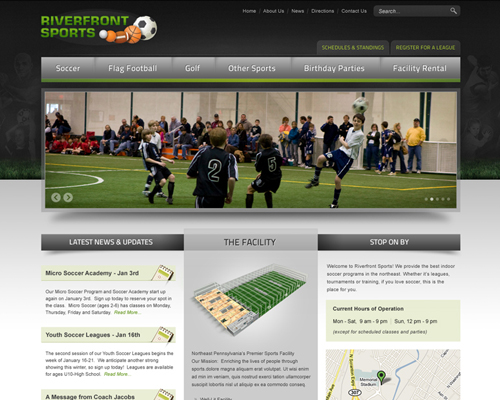 Home | About Us | News | Directions | Contact Us
Search...
RIVERFRONT
SPORTS
SCHEDULES & STANDINGS
REGISTER FOR A LEAGUE
Soccer
Flag Football
Golf
Other Sports
Birthday Parties
Facility Rental
2
5
LATEST NEWS & UPDATES
Micro Soccer Academy - Jan 3rd
Our Micro Soccer Program and Soccer Academy start up
again on January 3rd. Sign up today to reserve your spot in
the class. Micro Soccer (ages 2-6) has classes on Monday,
Thursday, Friday and Saturday. Read More..
Youth Soccer Leagues - Jan 16th
The second session of our Youth Soccer Leagues begins
the week of January 16-21. We anticipate another strong
showing this winter, so sign up today! Leagues are available
for ages U10-High School. Read More..
A Message from Coach Jacobs
THE FACILITY
Northeast Pennsylvania's Premier Sports Facility
Our Mission : Enriching the lives of people through
sports dolore magna aliquam erat volutpat. Ut wisi enim
ad min im veniam, quis nostrud exerci tation ullamcorper
suscipit lobortis nisl ut aliquip ex ea commodo conseq.
STOP ON BY
Welcome to Riverfront Sports! We provide the best indoor
soccer programs in the northeast. Whether it's leagues,
tournaments or training, if you love soccer, this is the
place for you.
Current Hours of Operation
Mon - Sat, 9 am - 9 pm | Sun, 12 pm - 9 pm
(except for scheduled classes and parties)
Memorial
Stadium
307